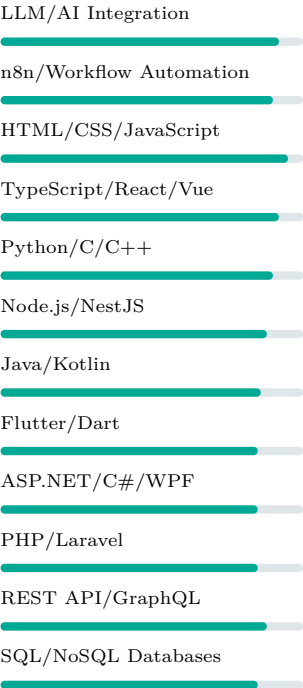 LLM/AI Integration
n8n/Workflow Automation
HTML/CSS/JavaScript
TypeScript/React/Vue
Python/C/C++
Node.js/NestJS
Java/Kotlin
Flutter/Dart
ASP.NET/C#/WPF
PHP/Laravel
REST API/GraphQL
SQL/NoSQL Databases